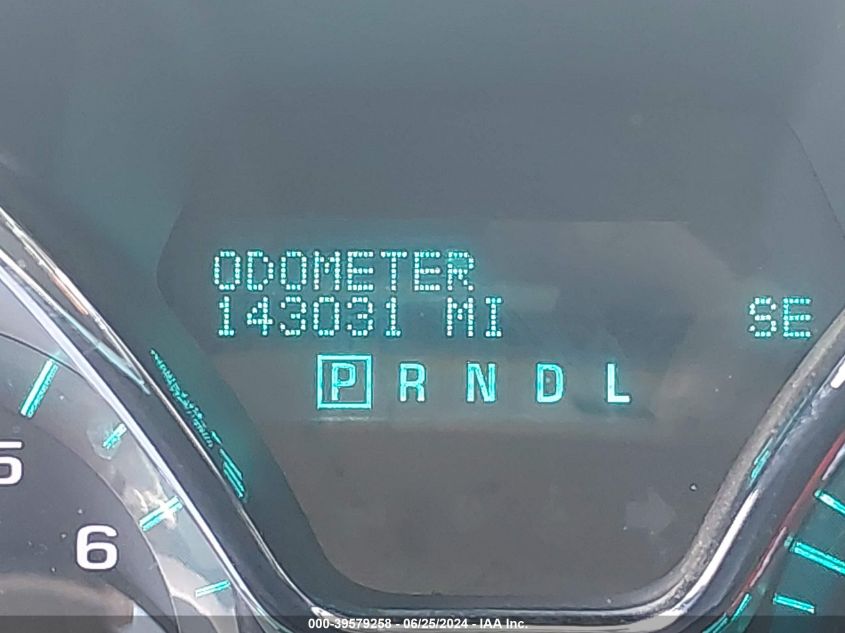 ODOMETER
143031 MI SE
P R N D L
5
6
000-39579258 - 06/25/2024 - IAA Inc.